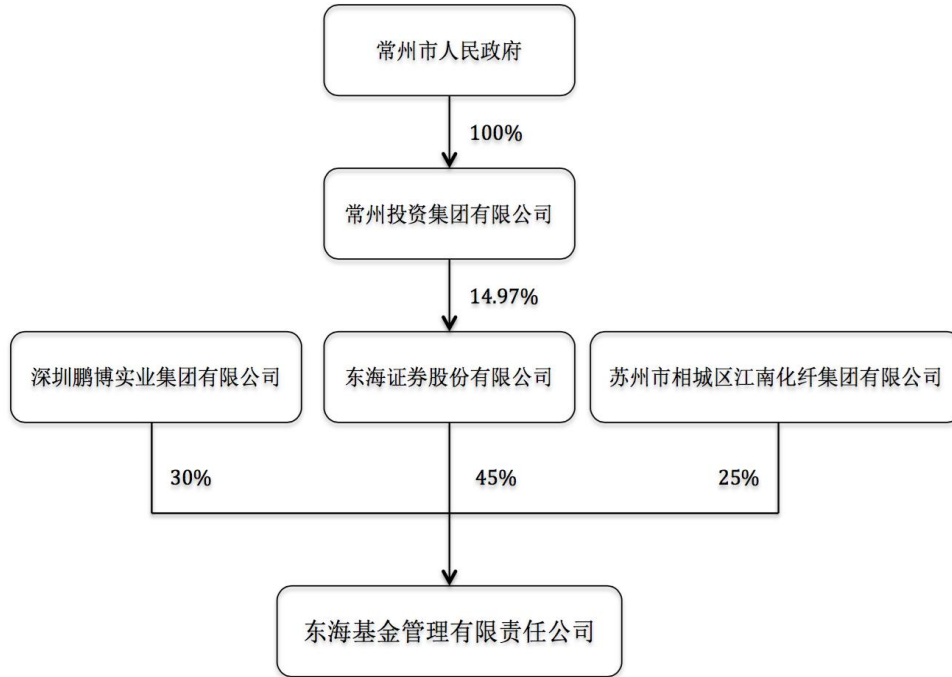 常州市人民政府
100%
常州投资集团有限公司
14.97%
深圳鹏博实业集团有限公司
东海证券股份有限公司
苏州市相城区江南化纤集团有限公司
30%
45%
25%
东海基金管理有限责任公司